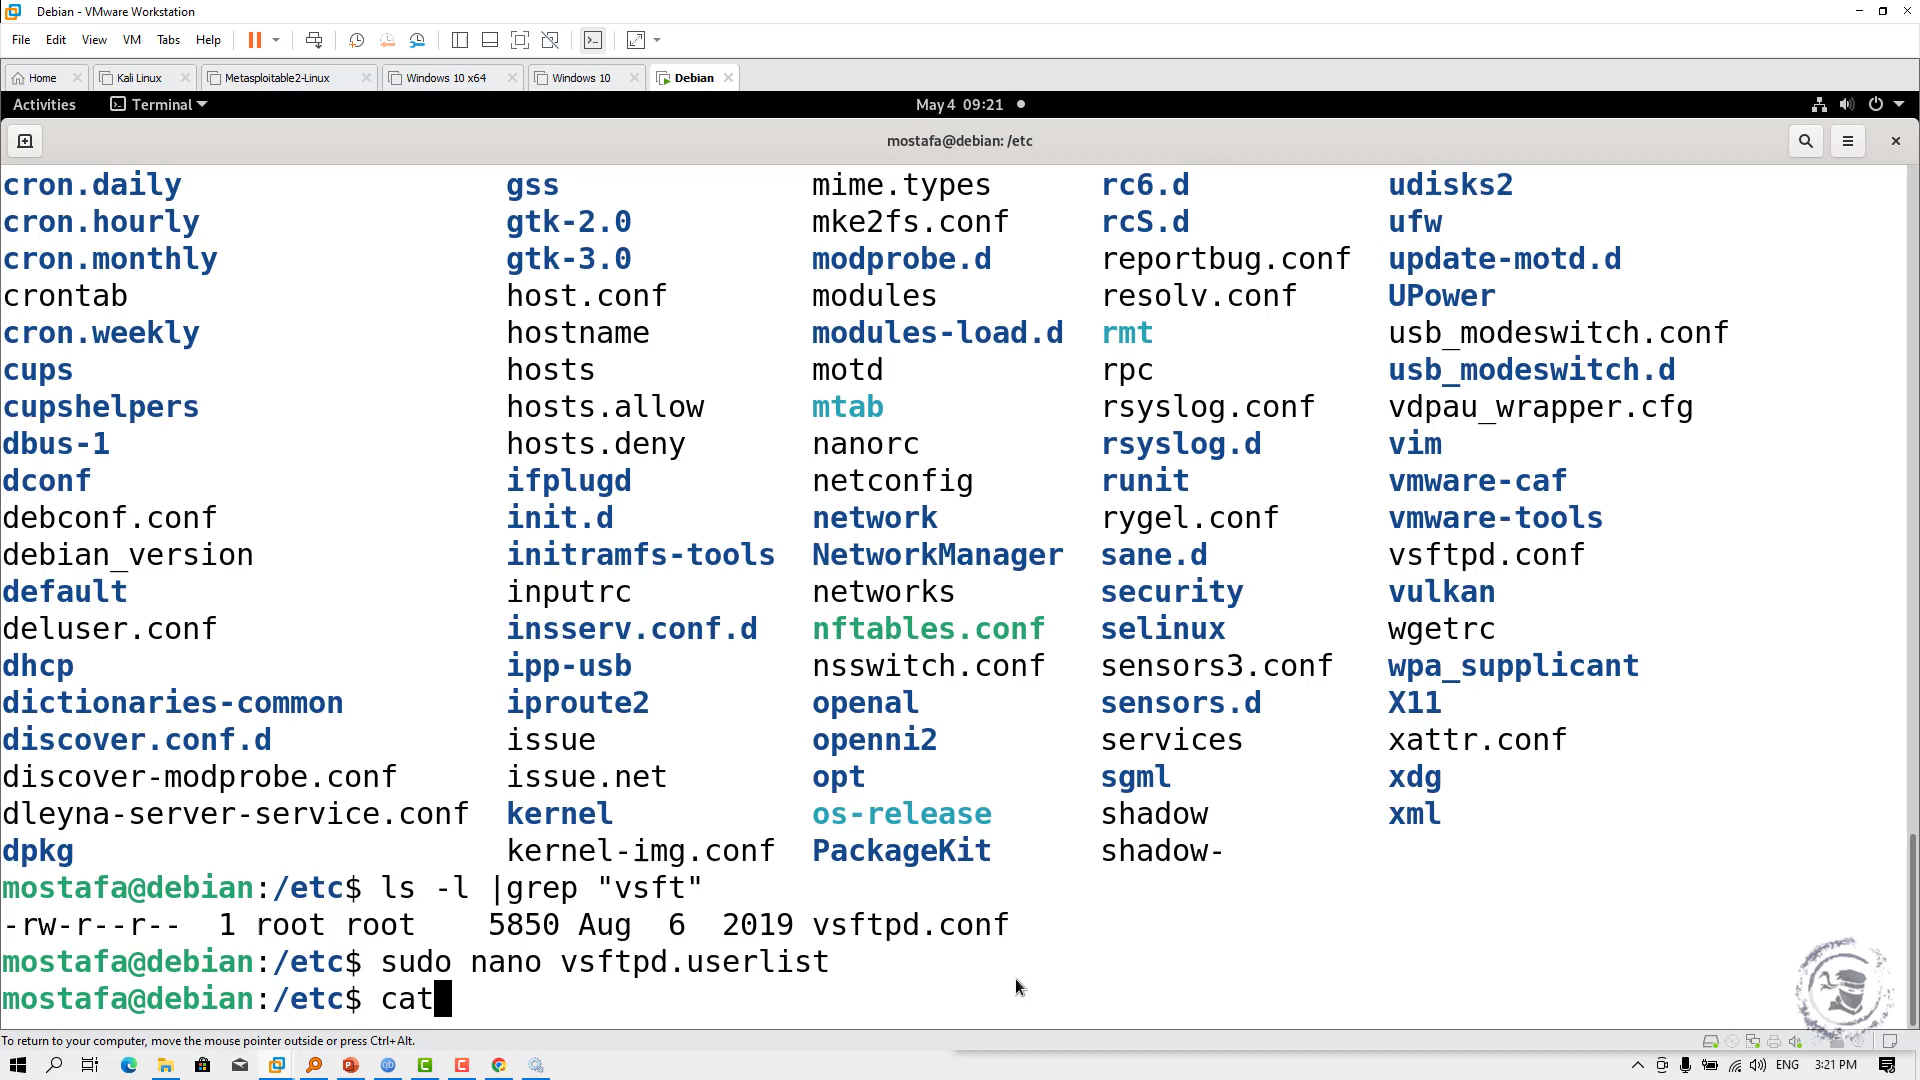 Debian - VMware Workstation
File Edit View VM Tabs Help
Home Kali Linux Metasploitable2-Linux Windows 10 x64 Windows 10 Debian
Activities Terminal May 4 09:21
mostafa@debian: /etc
cron.daily gss mime.types rc6.d udisks2
cron.hourly gtk-2.0 mke2fs.conf rcS.d ufw
cron.monthly gtk-3.0 modprobe.d reportbug.conf update-motd.d
crontab host.conf modules resolv.conf UPower
cron.weekly hostname modules-load.d rmt usb_modeswitch.conf
cups hosts motd rpc usb_modeswitch.d
cupshelpers hosts.allow mtab rsyslog.conf vdpau_wrapper.cfg
dbus-1 hosts.deny nanorc rsyslog.d vim
dconf ifplugd netconfig runit vmware-caf
debconf.conf init.d network rygel.conf vmware-tools
debian_version initramfs-tools NetworkManager sane.d vsftpd.conf
default inputrc networks security vulkan
deluser.conf insserv.conf.d nftables.conf selinux wgetrc
dhcp ipp-usb nsswitch.conf sensors3.conf wpa_supplicant
dictionaries-common iproute2 openal sensors.d X11
discover.conf.d issue openni2 services xattr.conf
discover-modprobe.conf issue.net opt sgml xdg
dleyna-server-service.conf kernel os-release shadow xml
dpkg kernel-img.conf PackageKit shadow-
mostafa@debian:/etc$ ls -l |grep "vsft"
-rw-r--r-- 1 root root 5850 Aug 6 2019 vsftpd.conf
mostafa@debian:/etc$ sudo nano vsftpd.userlist
mostafa@debian:/etc$ cat
To return to your computer, move the mouse pointer outside or press Ctrl+Alt.
ENG 3:21 PM